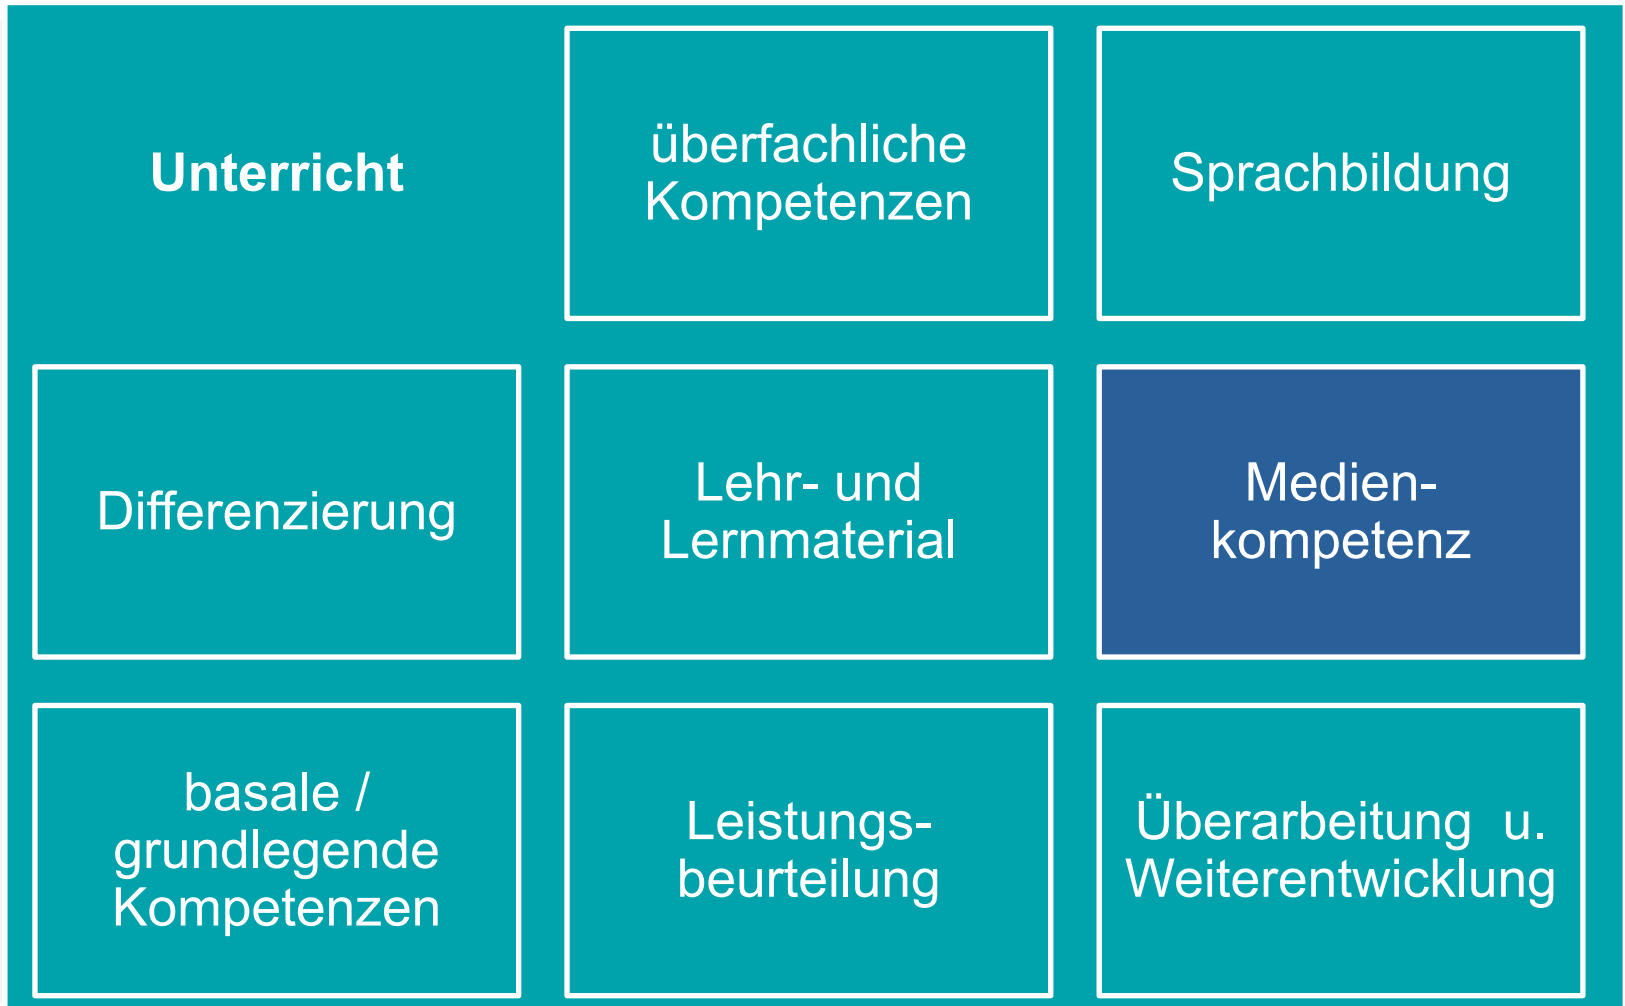 Unterricht
überfachliche
Kompetenzen
Sprachbildung
Differenzierung
Lehr- und
Lernmaterial
Medien-
kompetenz
basale /
grundlegende
Kompetenzen
Leistungs-
beurteilung
Überarbeitung u.
Weiterentwicklung